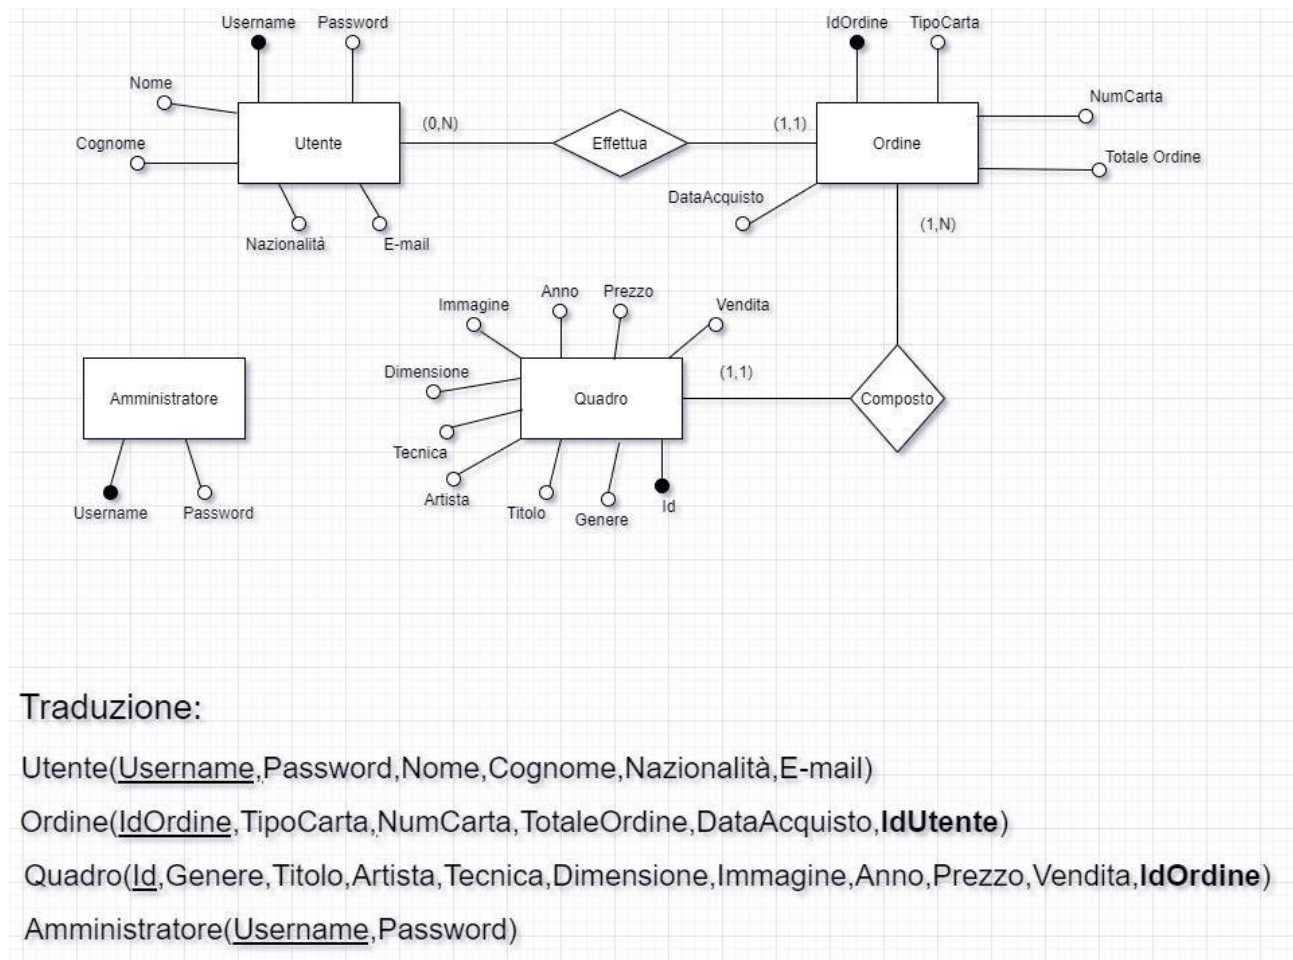 Username Password
IdOrdine TipoCarta
Nome
NumCarta
(0,N)
(1,1)
Cognome
Utente
Effettua
Ordine
Totale Ordine
DataAcquisto
(1,N)
Nazionalità E-mail
Anno Prezzo
Immagine
Vendita
Dimensione
(1,1)
Amministratore
Quadro
Composto
Tecnica
Artista
Titolo
Genere
Id
Username Password
Traduzione:
Utente(Username,Password,Nome,Cognome,Nazionalità,E-mail)
Ordine(IdOrdine,TipoCarta,NumCarta,TotaleOrdine,DataAcquisto,IdUtente)
Quadro(Id,Genere,Titolo,Artista,Tecnica,Dimensione,Immagine,Anno,Prezzo,Vendita,IdOrdine)
Amministratore(Username,Password)